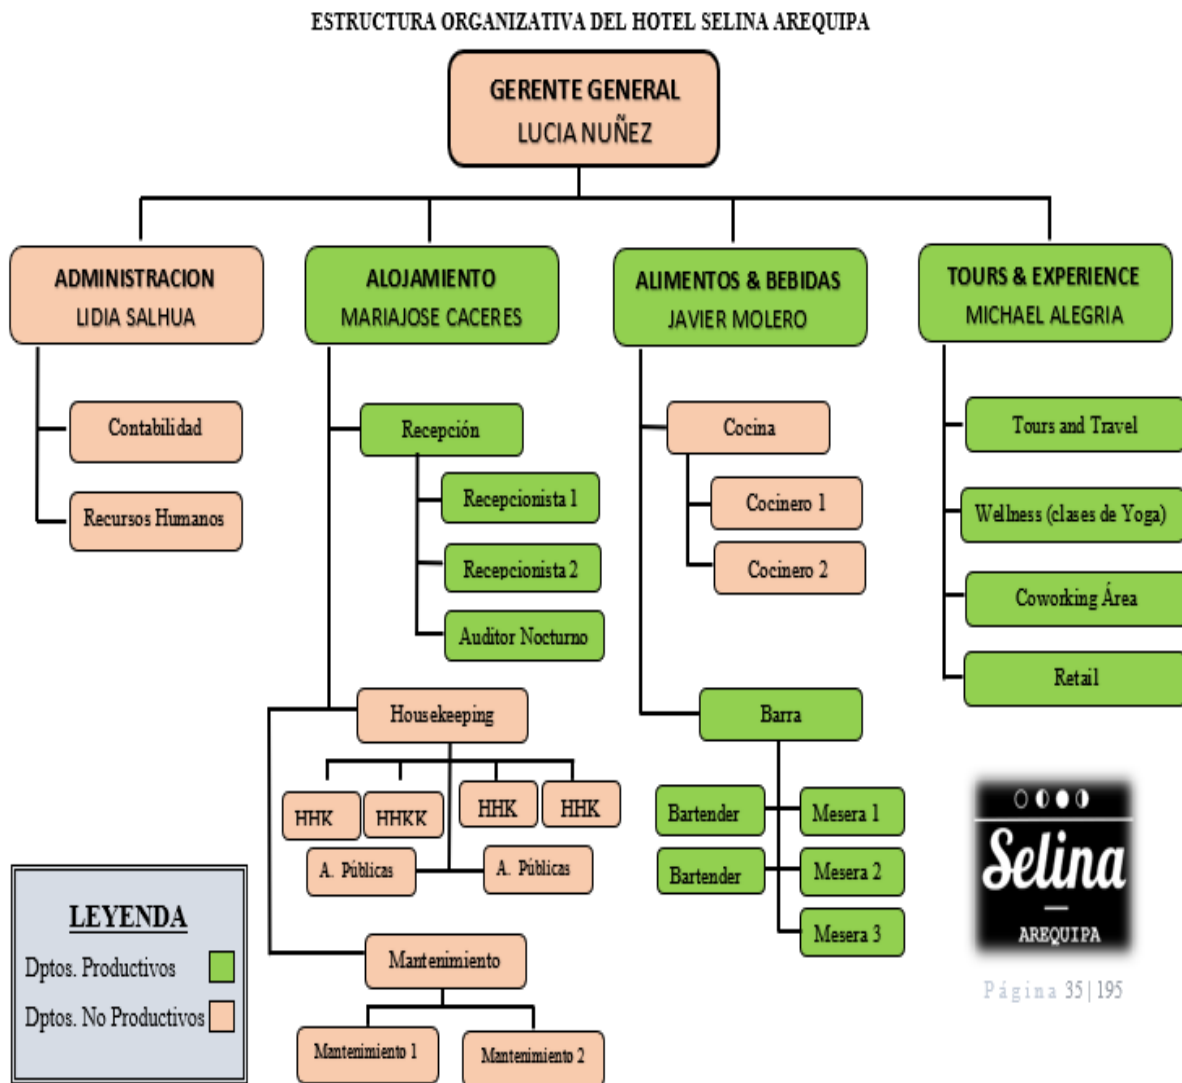 ESTRUCTURA ORGANIZATIVA DEL HOTEL SELINA AREQUIPA
GERENTE GENERAL
LUCIA NUÑEZ
ADMINISTRACION
LIDIA SALHUA
ALOJAMIENTO
MARIAJOSE CACERES
ALIMENTOS & BEBIDAS
JAVIER MOLERO
TOURS & EXPERIENCE
MICHAEL ALEGRIA
Contabilidad
Recursos Humanos
Recepción
Recepcionista 1
Recepcionista 2
Auditor Nocturno
Housekeeping
HHK
HHKK
HHK
HHK
A. Públicas
A. Públicas
Mantenimiento
Mantenimiento 1
Mantenimiento 2
Cocina
Cocinero 1
Cocinero 2
Barra
Bartender
Mesera 1
Bartender
Mesera 2
Mesera 3
Tours and Travel
Wellness (clases de Yoga)
Coworking Área
Retail
LEYENDA
Dptos. Productivos
Dptos. No Productivos
Selina
AREQUIPA
Página 35 | 195